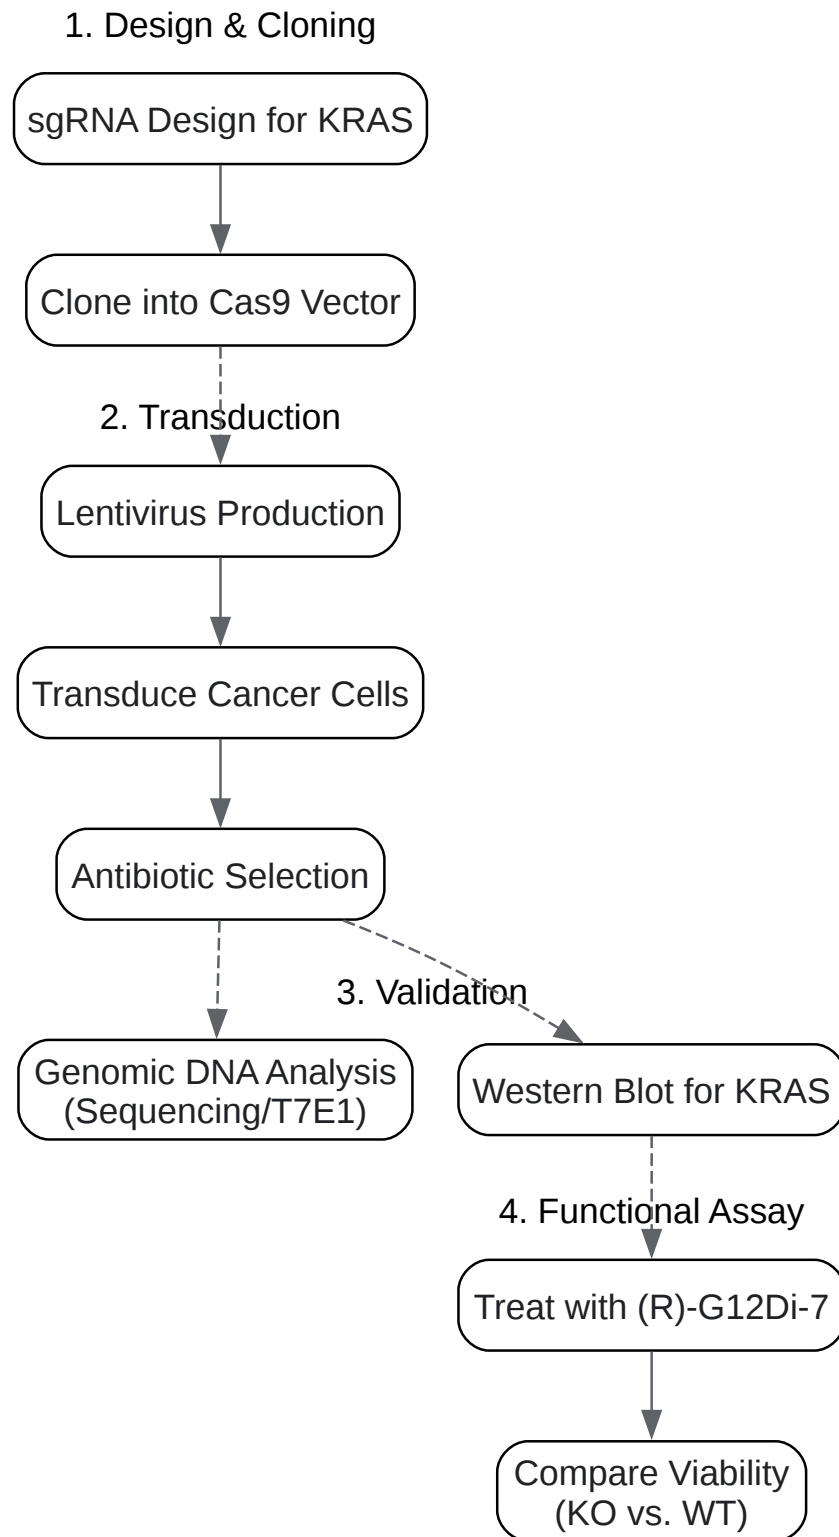 1. Design & Cloning
sgRNA Design for KRAS
Clone into Cas9 Vector
2. Transduction
Lentivirus Production
Transduce Cancer Cells
Antibiotic Selection
3. Validation
Genomic DNA Analysis
(Sequencing/T7E1)
Western Blot for KRAS
4. Functional Assay
Treat with (R)-G12Di-7
Compare Viability
(KO vs. WT)